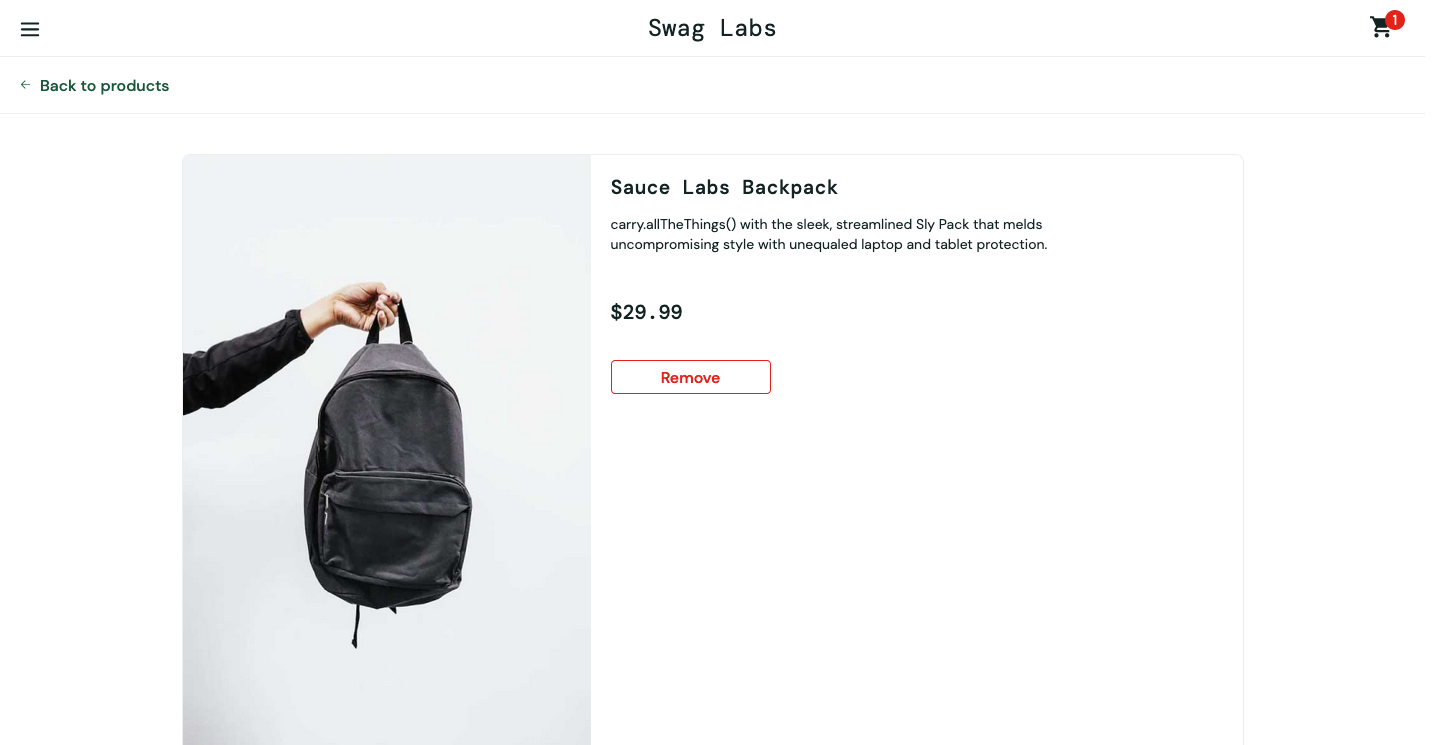 Swag Labs
1
Back to products
Sauce Labs Backpack
carry.allTheThings() with the sleek, streamlined Sly Pack that melds
uncompromising style with unequaled laptop and tablet protection.
$29.99
Remove